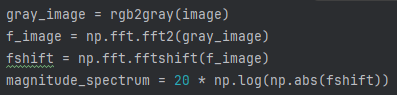 gray_image = rgb2gray(image)
f_image = np.fft.fft2(gray_image)
fshift = np.fft.fftshift(f_image)
magnitude_spectrum = 20 * np.log(np.abs(fshift))